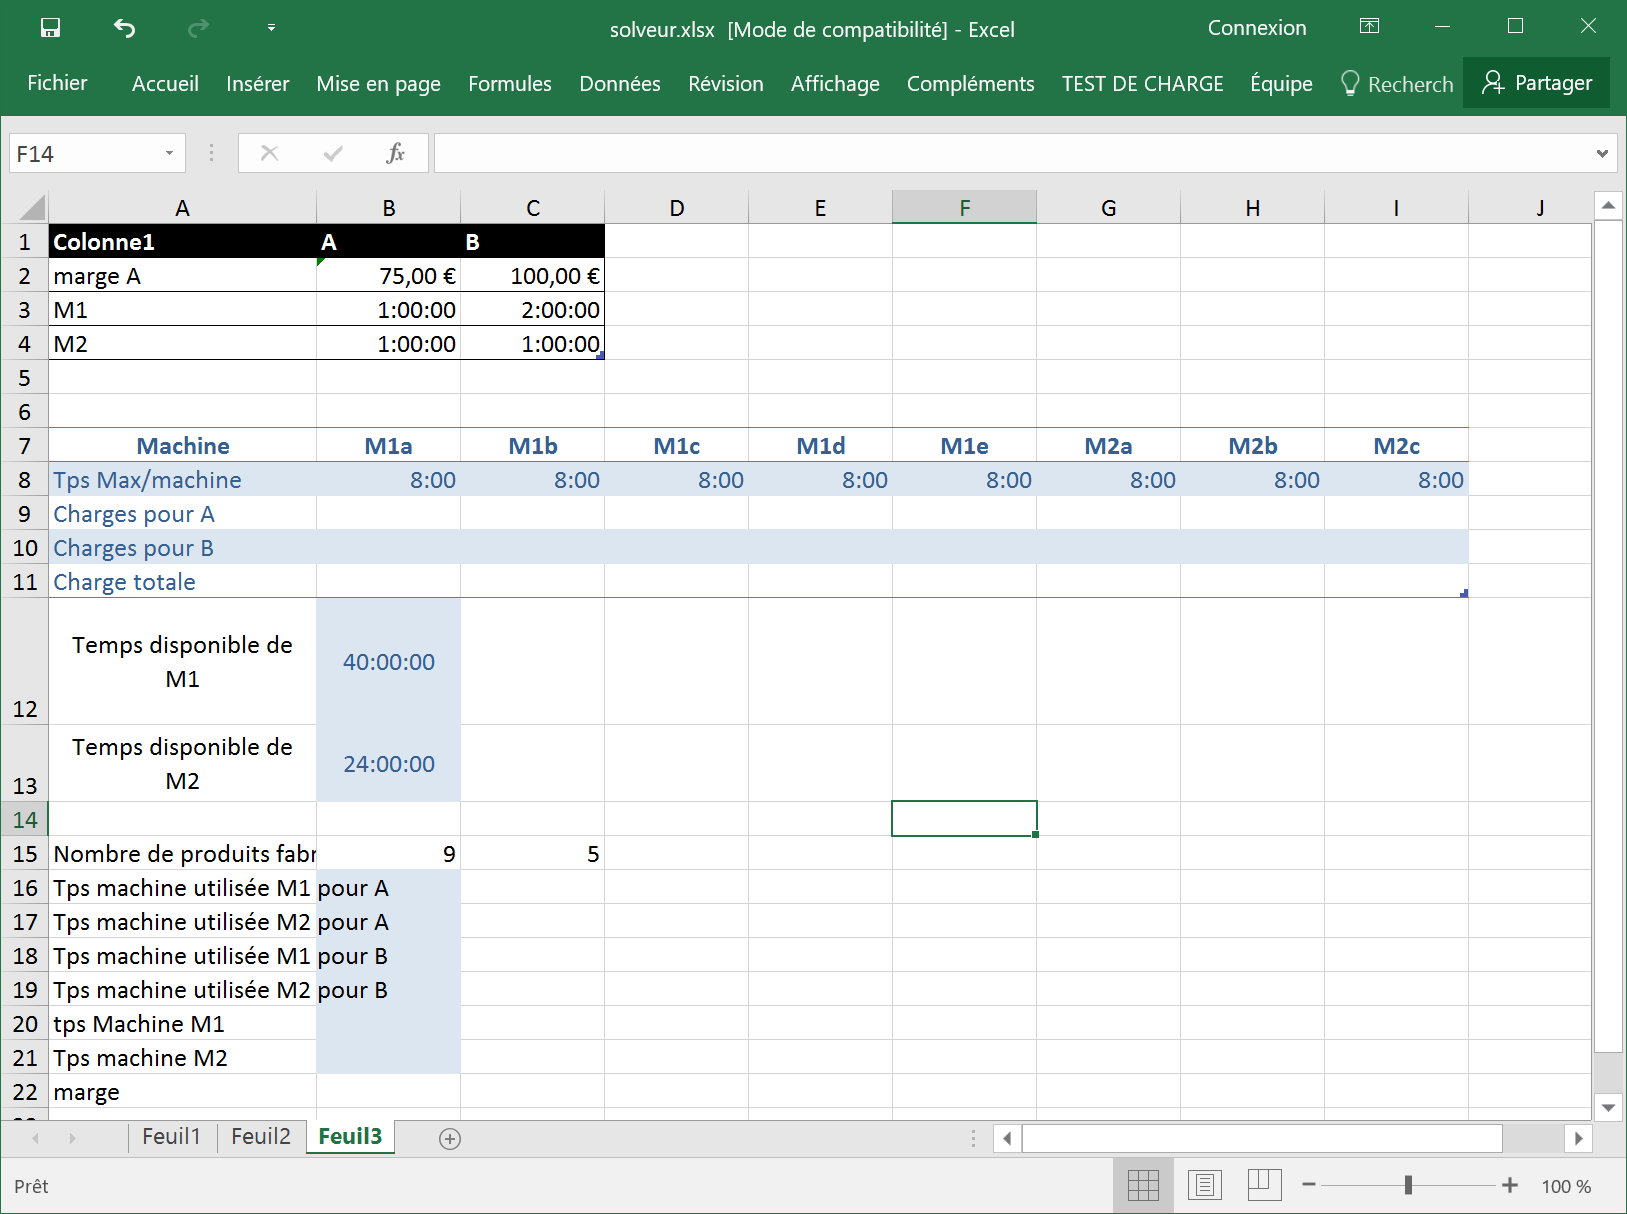 solveur.xlsx [Mode de compatibilité] - Excel
Connexion
Fichier Accueil Insérer Mise en page Formules Données Révision Affichage Compléments TEST DE CHARGE Équipe Recherch Partager
F14 fx
A B C D E F G H I J
1 Colonne1 A B
2 marge A 75,00 € 100,00 €
3 M1 1:00:00 2:00:00
4 M2 1:00:00 1:00:00
5
6
7 Machine M1a M1b M1c M1d M1e M2a M2b M2c
8 Tps Max/machine 8:00 8:00 8:00 8:00 8:00 8:00 8:00 8:00
9 Charges pour A
10 Charges pour B
11 Charge totale
Temps disponible de
M1
40:00:00
12
Temps disponible de
M2
24:00:00
13
14
15 Nombre de produits fabr 9 5
16 Tps machine utilisée M1 pour A
17 Tps machine utilisée M2 pour A
18 Tps machine utilisée M1 pour B
19 Tps machine utilisée M2 pour B
20 tps Machine M1
21 Tps machine M2
22 marge
Feuil1 Feuil2 Feuil3
Prêt 100 %